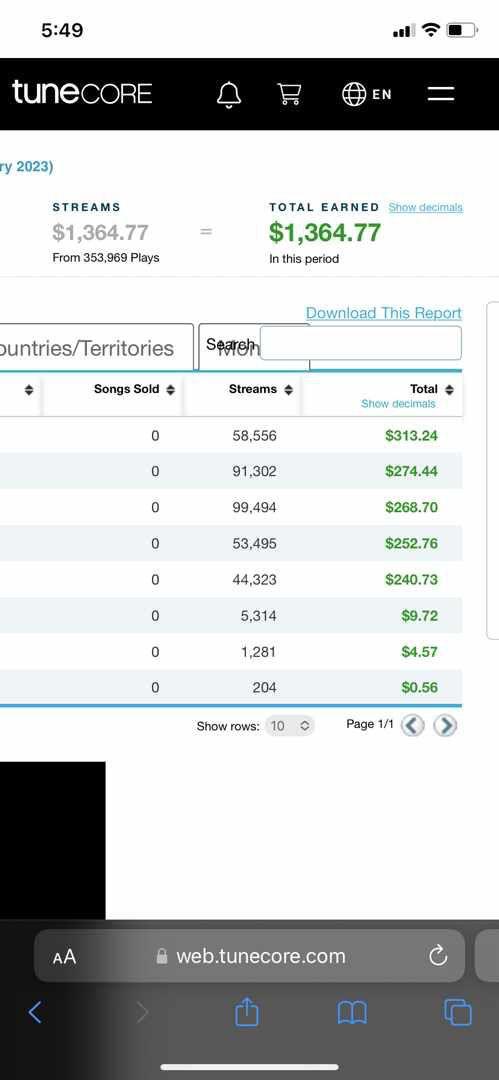 5:49
tuneCORE
EN
ry 2023)
STREAMS
TOTAL EARNED Show decimals
$1,364.77 = $1,364.77
From 353,969 Plays
In this period
Download This Report
ountries/Territories
Mon
Search
Songs Sold Streams Total
Show decimals
0 58,556 $313.24
0 91,302 $274.44
0 99,494 $268.70
0 53,495 $252.76
0 44,323 $240.73
0 5,314 $9.72
0 1,281 $4.57
0 204 $0.56
Show rows: 10 Page 1/1
AA web.tunecore.com